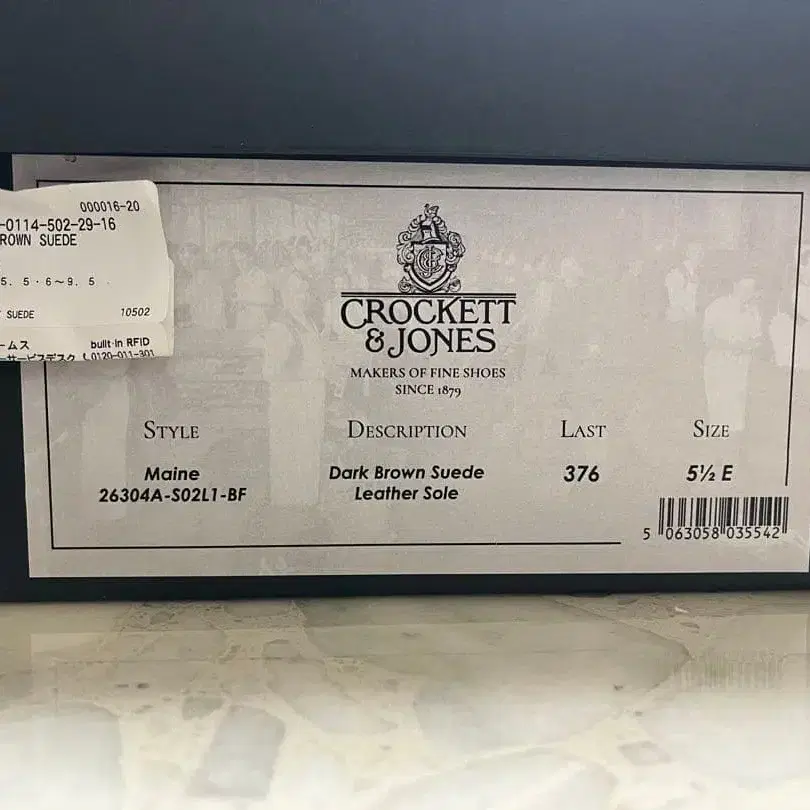 000016-20
-0114-502-29-16
ROWN SUEDE
5. 5・6～9. 5
SUEDE 10502
ームス built-in RFID
ーサービスデスク 0120-011-301
CROCKETT
& JONES
MAKERS OF FINE SHOES
SINCE 1879
STYLE DESCRIPTION LAST SIZE
Maine Dark Brown Suede 376 5½ E
26304A-S02L1-BF Leather Sole
5 063058 035542